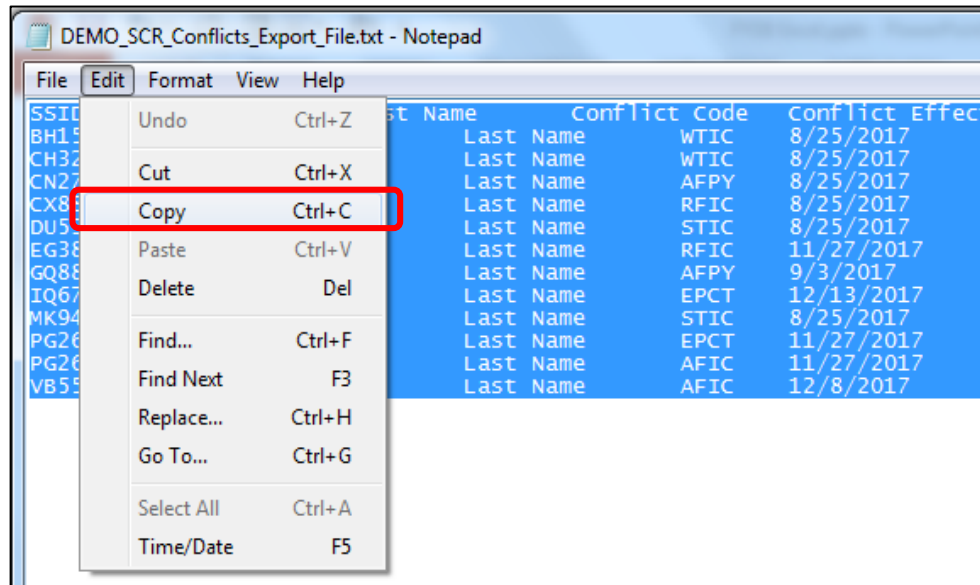 DEMO_SCR_Conflicts_Export_File.txt - Notepad
File Edit Format View Help
SSID st Name Conflict Code Conflict Effec
BH15 Last Name WTIC 8/25/2017
CH32 Last Name WTIC 8/25/2017
CN27 Last Name AFPY 8/25/2017
CX8 Last Name RFIC 8/25/2017
DU5 Last Name STIC 8/25/2017
EG38 Last Name RFIC 11/27/2017
GQ88 Last Name AFPY 9/3/2017
IQ67 Last Name EPCT 12/13/2017
MK94 Last Name STIC 8/25/2017
PG26 Last Name EPCT 11/27/2017
PG26 Last Name AFIC 11/27/2017
VB55 Last Name AFIC 12/8/2017
Undo Ctrl+Z
Cut Ctrl+X
Copy Ctrl+C
Paste Ctrl+V
Delete Del
Find... Ctrl+F
Find Next F3
Replace... Ctrl+H
Go To... Ctrl+G
Select All Ctrl+A
Time/Date F5